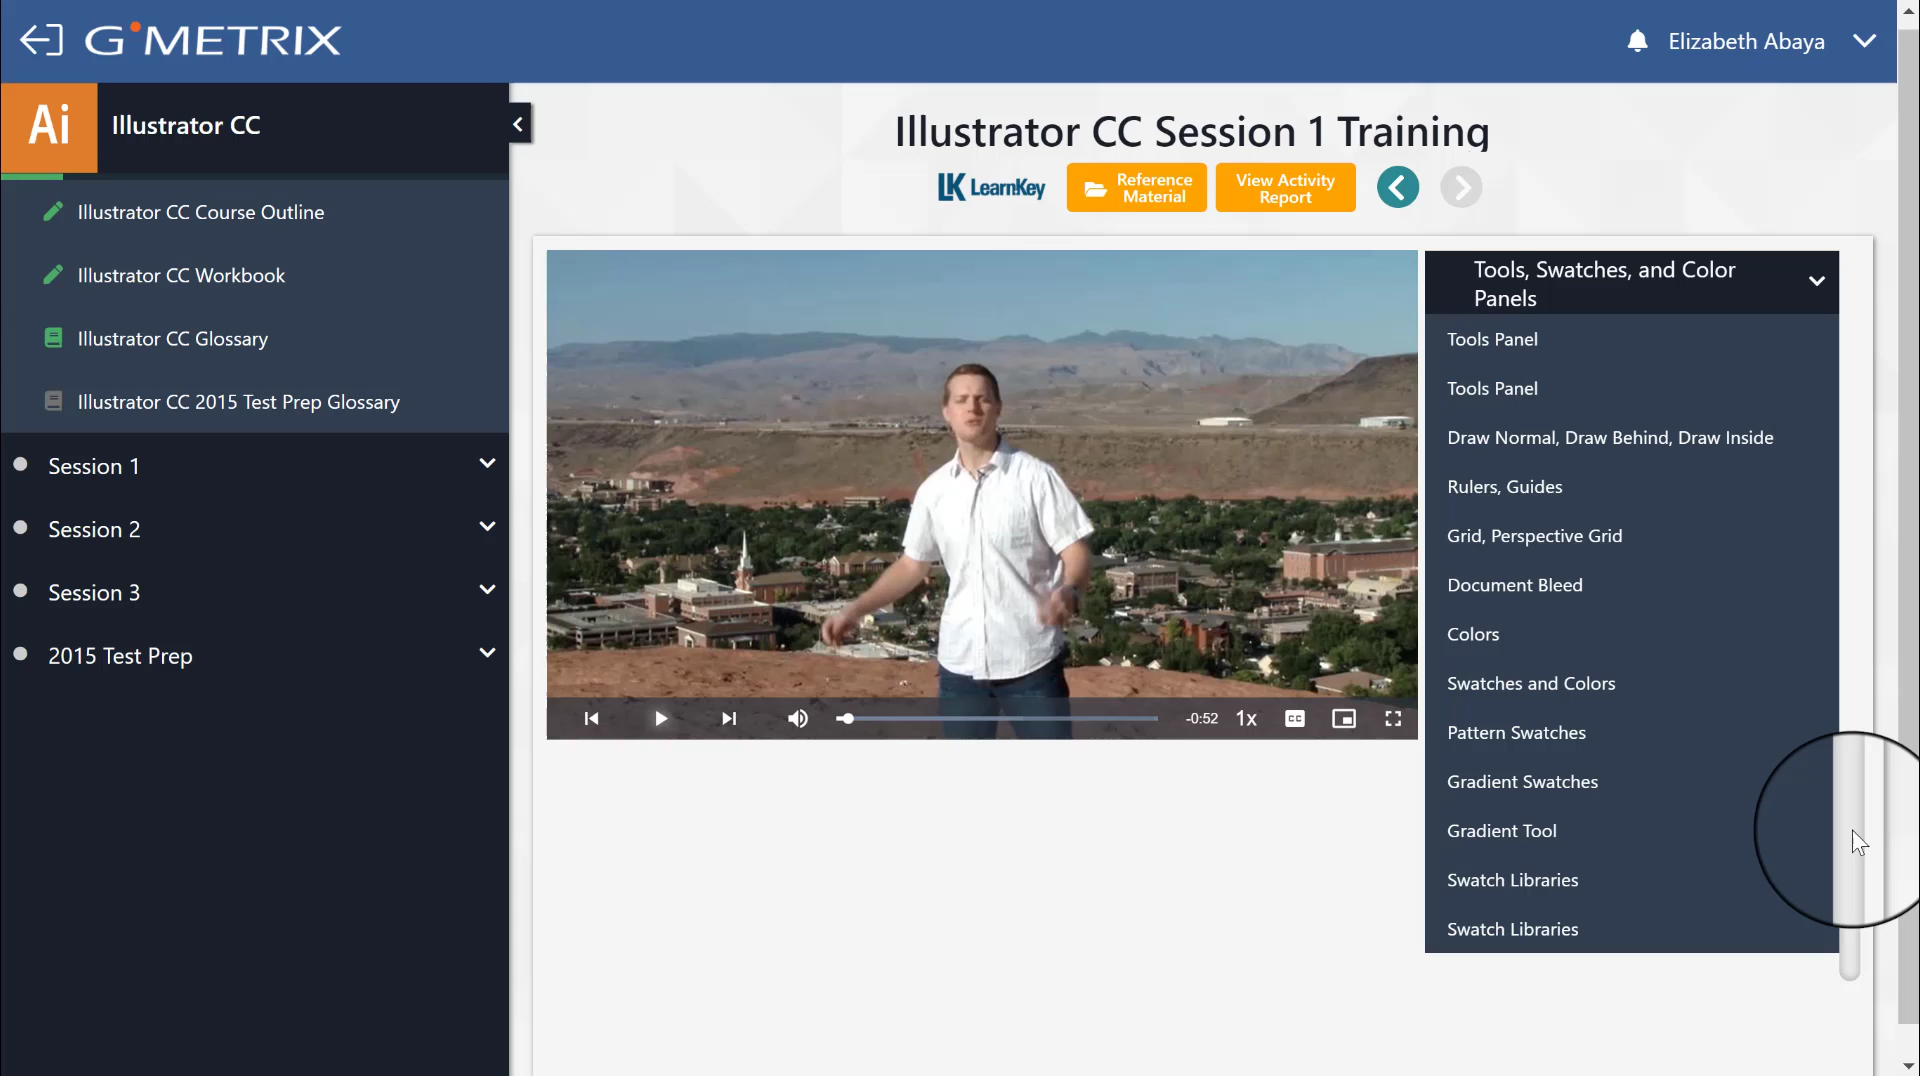 G METRIX
Elizabeth Abaya
Ai
Illustrator CC
Illustrator CC Course Outline
Illustrator CC Workbook
Illustrator CC Glossary
Illustrator CC 2015 Test Prep Glossary
Session 1
Session 2
Session 3
2015 Test Prep
Illustrator CC Session 1 Training
LK LearnKey
Reference
Material
View Activity
Report
Tools, Swatches, and Color
Panels
Tools Panel
Tools Panel
Draw Normal, Draw Behind, Draw Inside
Rulers, Guides
Grid, Perspective Grid
Document Bleed
Colors
Swatches and Colors
Pattern Swatches
Gradient Swatches
Gradient Tool
Swatch Libraries
Swatch Libraries
-0:52
1x
CC